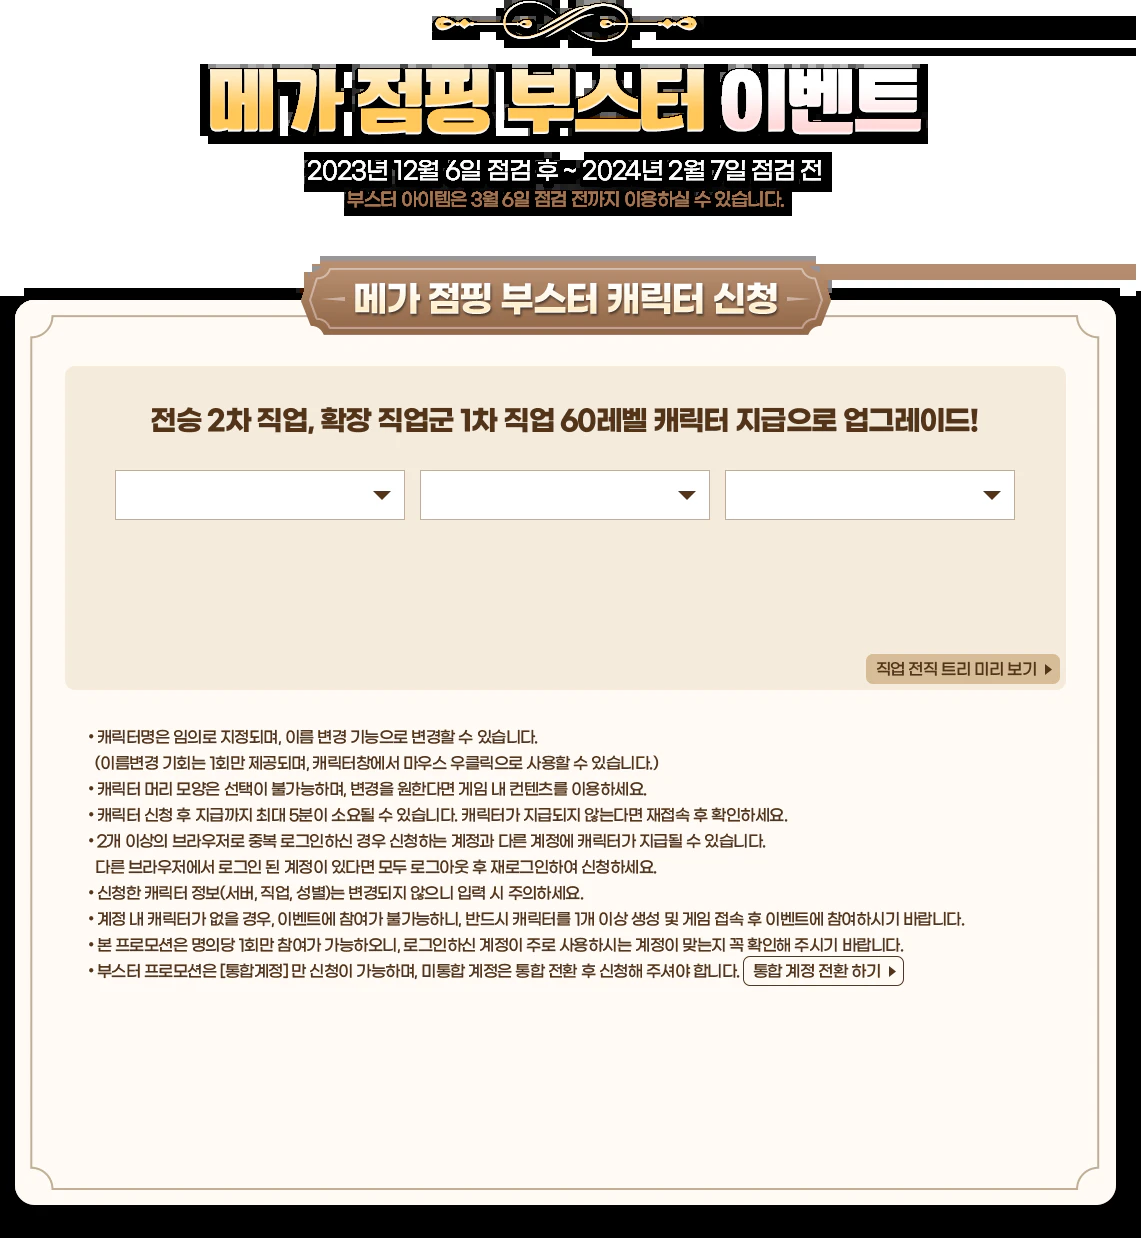 메가 점핑 부스터 이벤트
2023년 12월 6일 점검 후 ~ 2024년 2월 7일 점검 전
부스터 아이템은 3월 6일 점검 전까지 이용하실 수 있습니다.
메가 점핑 부스터 캐릭터 신청
전승 2차 직업, 확장 직업군 1차 직업 60레벨 캐릭터 지급으로 업그레이드!
직업 전직 트리 미리 보기
• 캐릭터명은 임의로 지정되며, 이름 변경 기능으로 변경할 수 있습니다.
(이름변경 기회는 1회만 제공되며, 캐릭터창에서 마우스 우클릭으로 사용할 수 있습니다.)
• 캐릭터 머리 모양은 선택이 불가능하며, 변경을 원한다면 게임 내 컨텐츠를 이용하세요.
• 캐릭터 신청 후 지급까지 최대 5분이 소요될 수 있습니다. 캐릭터가 지급되지 않는다면 재접속 후 확인하세요.
• 2개 이상의 브라우저로 중복 로그인하신 경우 신청하는 계정과 다른 계정에 캐릭터가 지급될 수 있습니다.
다른 브라우저에서 로그인 된 계정이 있다면 모두 로그아웃 후 재로그인하여 신청하세요.
• 신청한 캐릭터 정보(서버, 직업, 성별)는 변경되지 않으니 입력 시 주의하세요.
• 계정 내 캐릭터가 없을 경우, 이벤트에 참여가 불가능하니, 반드시 캐릭터를 1개 이상 생성 및 게임 접속 후 이벤트에 참여하시기 바랍니다.
• 본 프로모션은 명의당 1회만 참여가 가능하오니, 로그인하신 계정이 주로 사용하시는 계정이 맞는지 꼭 확인해 주시기 바랍니다.
• 부스터 프로모션은 [통합계정]만 신청이 가능하며, 미통합 계정은 통합 전환 후 신청해 주셔야 합니다. 통합 계정 전환 하기